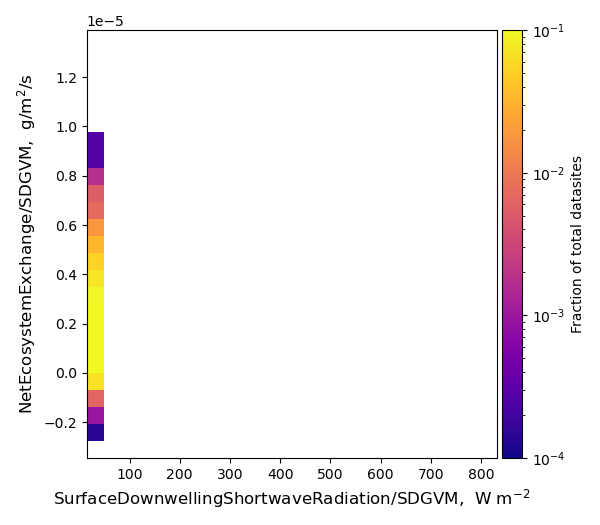 1e−5
1.2
1.0
0.8
0.6
0.4
0.2
0.0
−0.2
NetEcosystemExchange/SDGVM,  g/m²/s
100 200 300 400 500 600 700 800
SurfaceDownwellingShortwaveRadiation/SDGVM,  W m⁻²
10⁻¹
10⁻²
10⁻³
10⁻⁴
Fraction of total datasites